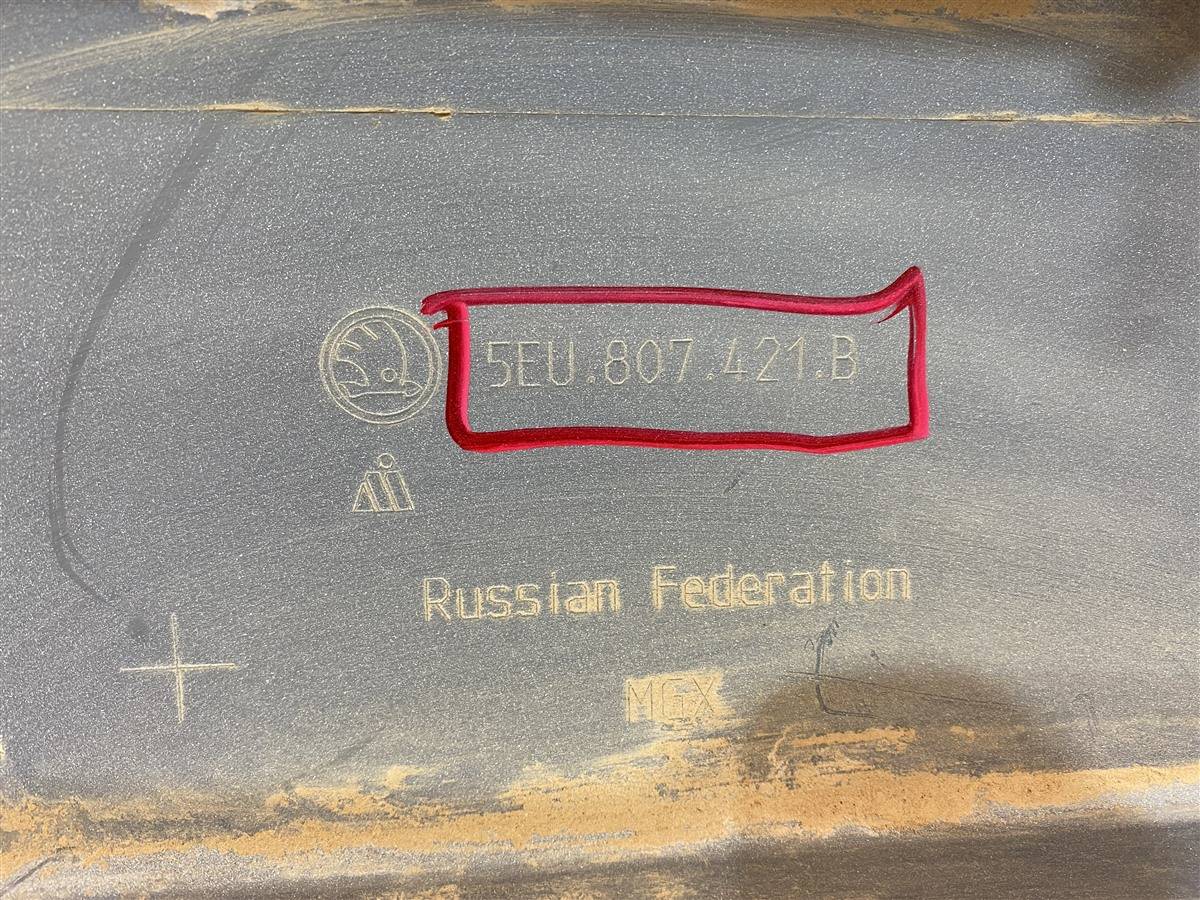 5EU.807.421.B
Russian Federation
MGX